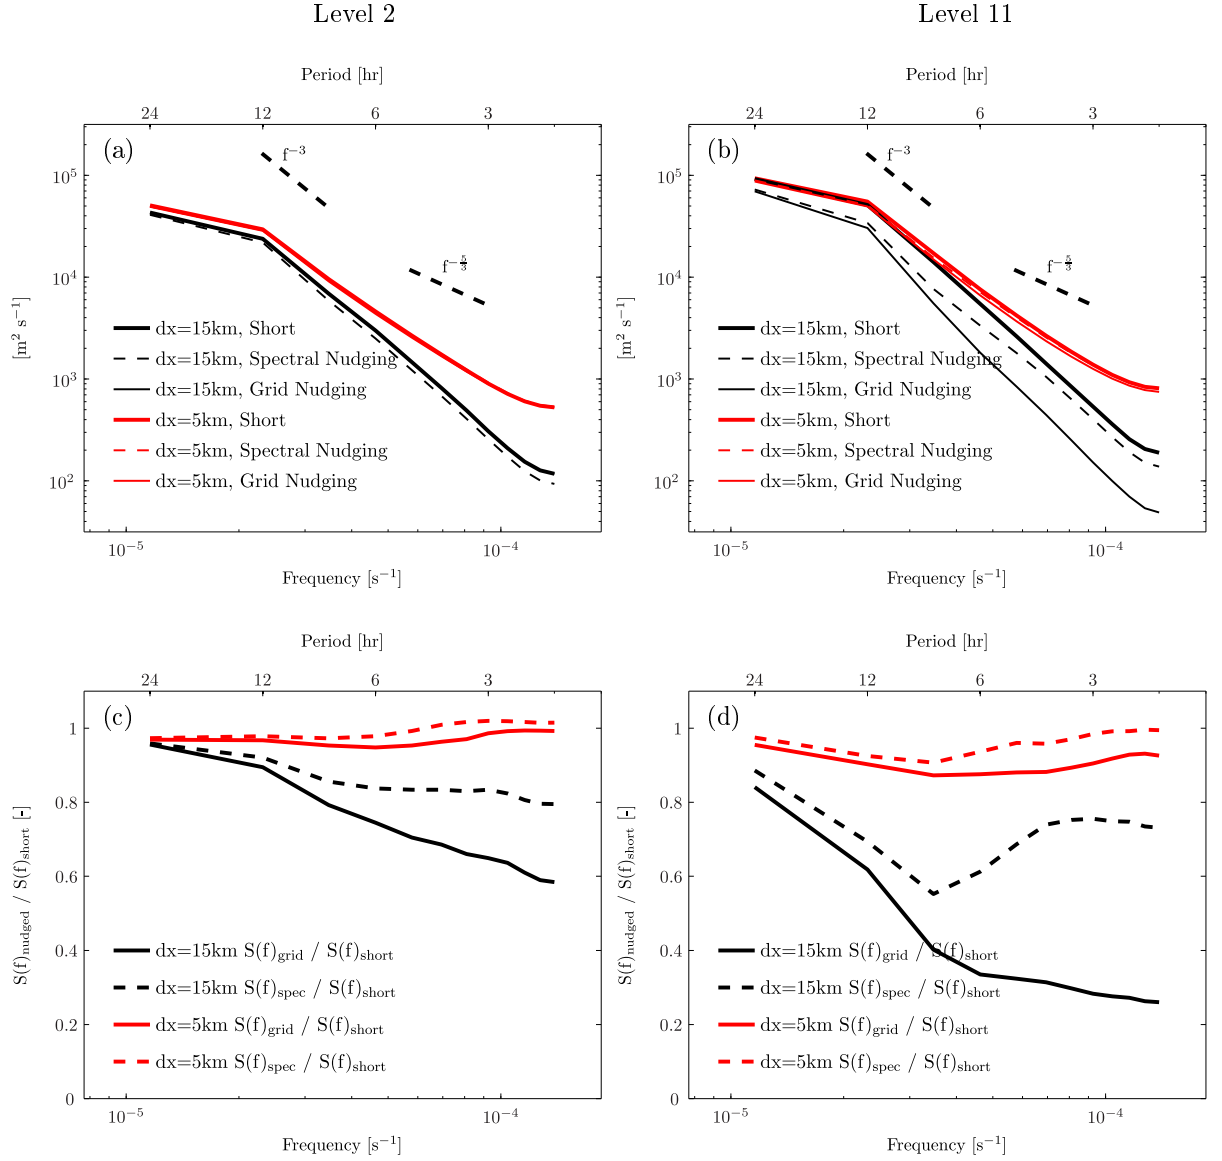 Level 2
Level 11
Period [hr]
24 12 6 3
(a)
f⁻³
f^{-5/3}
[m² s⁻¹]
10⁵
10⁴
10³
10²
dx=15km, Short
dx=15km, Spectral Nudging
dx=15km, Grid Nudging
dx=5km, Short
dx=5km, Spectral Nudging
dx=5km, Grid Nudging
10⁻⁵ 10⁻⁴
Frequency [s⁻¹]
Period [hr]
24 12 6 3
(b)
f⁻³
f^{-5/3}
[m² s⁻¹]
10⁵
10⁴
10³
10²
dx=15km, Short
dx=15km, Spectral Nudging
dx=15km, Grid Nudging
dx=5km, Short
dx=5km, Spectral Nudging
dx=5km, Grid Nudging
10⁻⁵ 10⁻⁴
Frequency [s⁻¹]
Period [hr]
24 12 6 3
(c)
S(f)nudged / S(f)short [-]
1
0.8
0.6
0.4
0.2
0
dx=15km S(f)grid / S(f)short
dx=15km S(f)spec / S(f)short
dx=5km S(f)grid / S(f)short
dx=5km S(f)spec / S(f)short
10⁻⁵ 10⁻⁴
Frequency [s⁻¹]
Period [hr]
24 12 6 3
(d)
S(f)nudged / S(f)short [-]
1
0.8
0.6
0.4
0.2
0
dx=15km S(f)grid / S(f)short
dx=15km S(f)spec / S(f)short
dx=5km S(f)grid / S(f)short
dx=5km S(f)spec / S(f)short
10⁻⁵ 10⁻⁴
Frequency [s⁻¹]